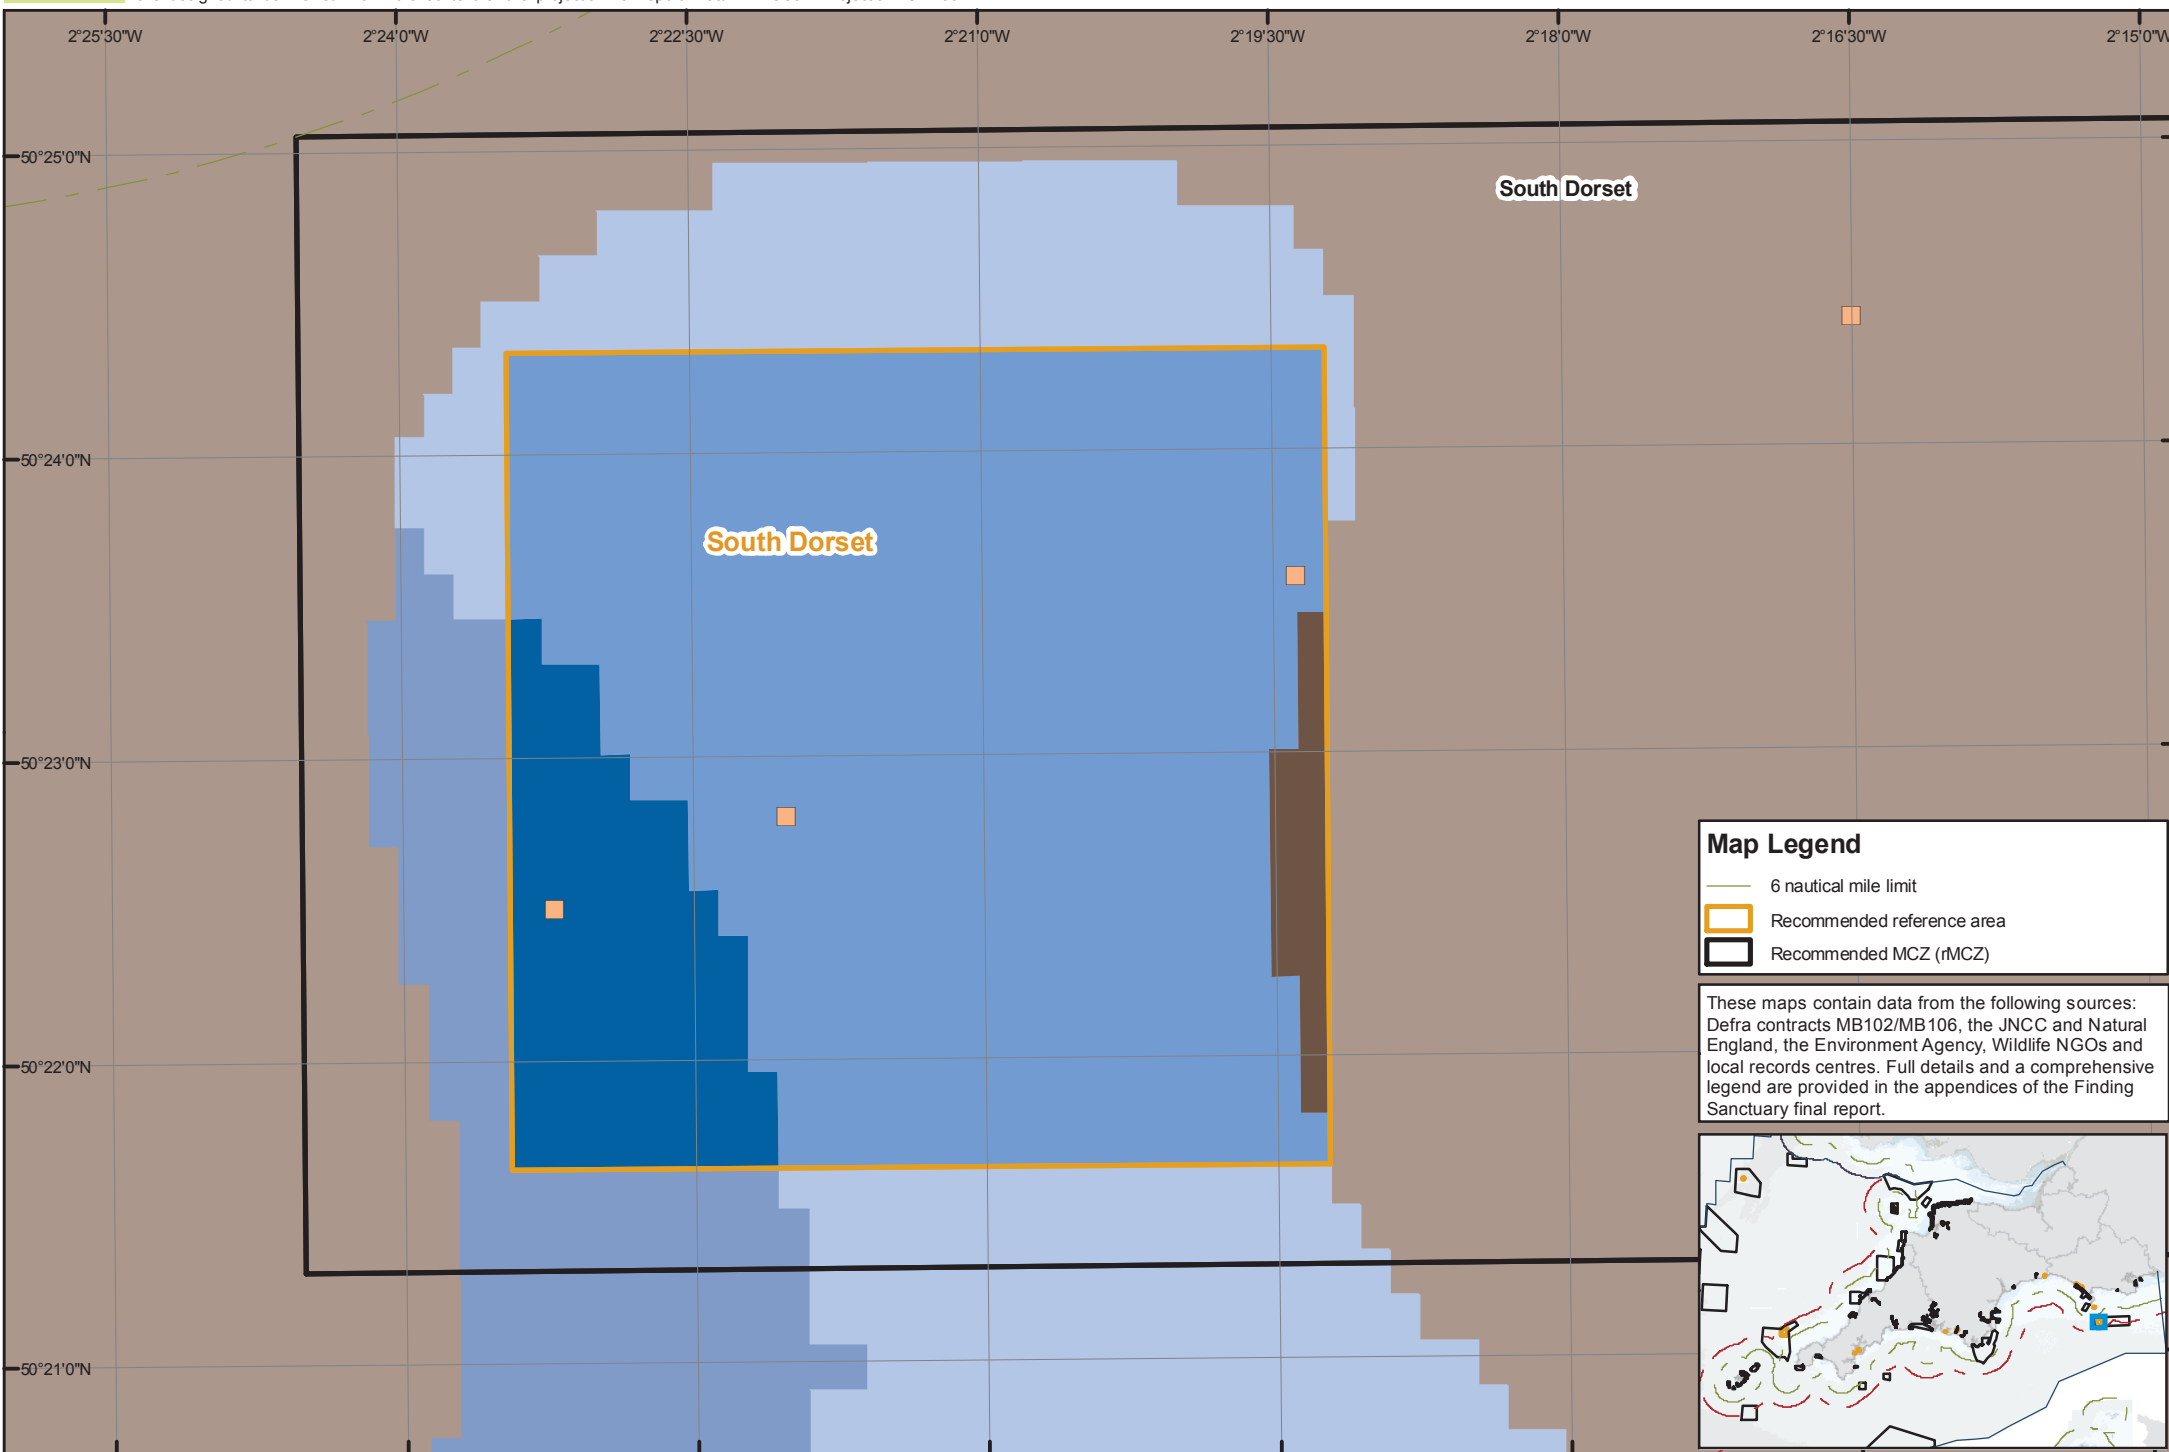 2°25'30"W 2°24'0"W 2°22'30"W 2°21'0"W 2°19'30"W 2°18'0"W 2°16'30"W 2°15'0"W
50°25'0"N
South Dorset
50°24'0"N
South Dorset
50°23'0"N
50°22'0"N
50°21'0"N
Map Legend
6 nautical mile limit
Recommended reference area
Recommended MCZ (rMCZ)
These maps contain data from the following sources:
Defra contracts MB102/MB106, the JNCC and Natural
England, the Environment Agency, Wildlife NGOs and
local records centres. Full details and a comprehensive
legend are provided in the appendices of the Finding
Sanctuary final report.